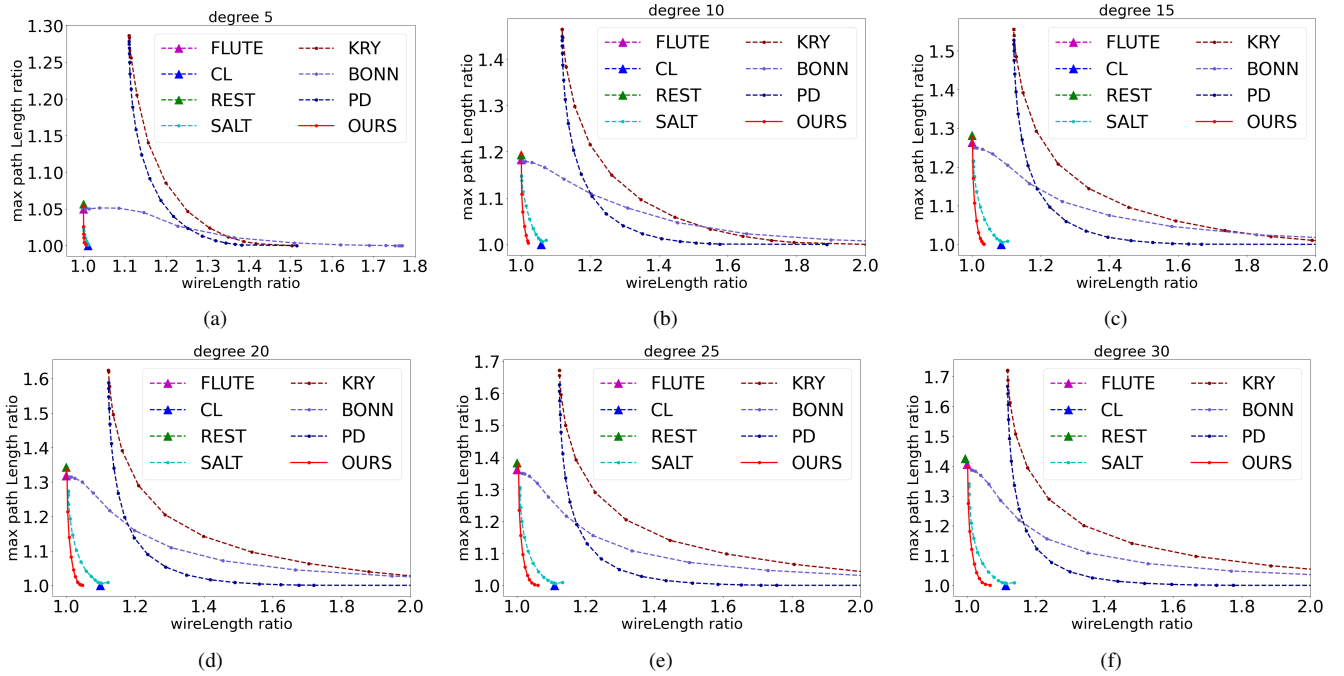 degree 5
max path Length ratio
1.30
1.25
1.20
1.15
1.10
1.05
1.00
FLUTE KRY
CL BONN
REST PD
SALT OURS
1.0 1.1 1.2 1.3 1.4 1.5 1.6 1.7 1.8
wireLength ratio
(a)
degree 10
max path Length ratio
1.4
1.3
1.2
1.1
1.0
FLUTE KRY
CL BONN
REST PD
SALT OURS
1.0 1.2 1.4 1.6 1.8 2.0
wireLength ratio
(b)
degree 15
max path Length ratio
1.5
1.4
1.3
1.2
1.1
1.0
FLUTE KRY
CL BONN
REST PD
SALT OURS
1.0 1.2 1.4 1.6 1.8 2.0
wireLength ratio
(c)
degree 20
max path Length ratio
1.6
1.5
1.4
1.3
1.2
1.1
1.0
FLUTE KRY
CL BONN
REST PD
SALT OURS
1.0 1.2 1.4 1.6 1.8 2.0
wireLength ratio
(d)
degree 25
max path Length ratio
1.7
1.6
1.5
1.4
1.3
1.2
1.1
1.0
FLUTE KRY
CL BONN
REST PD
SALT OURS
1.0 1.2 1.4 1.6 1.8 2.0
wireLength ratio
(e)
degree 30
max path Length ratio
1.7
1.6
1.5
1.4
1.3
1.2
1.1
1.0
FLUTE KRY
CL BONN
REST PD
SALT OURS
1.0 1.2 1.4 1.6 1.8 2.0
wireLength ratio
(f)